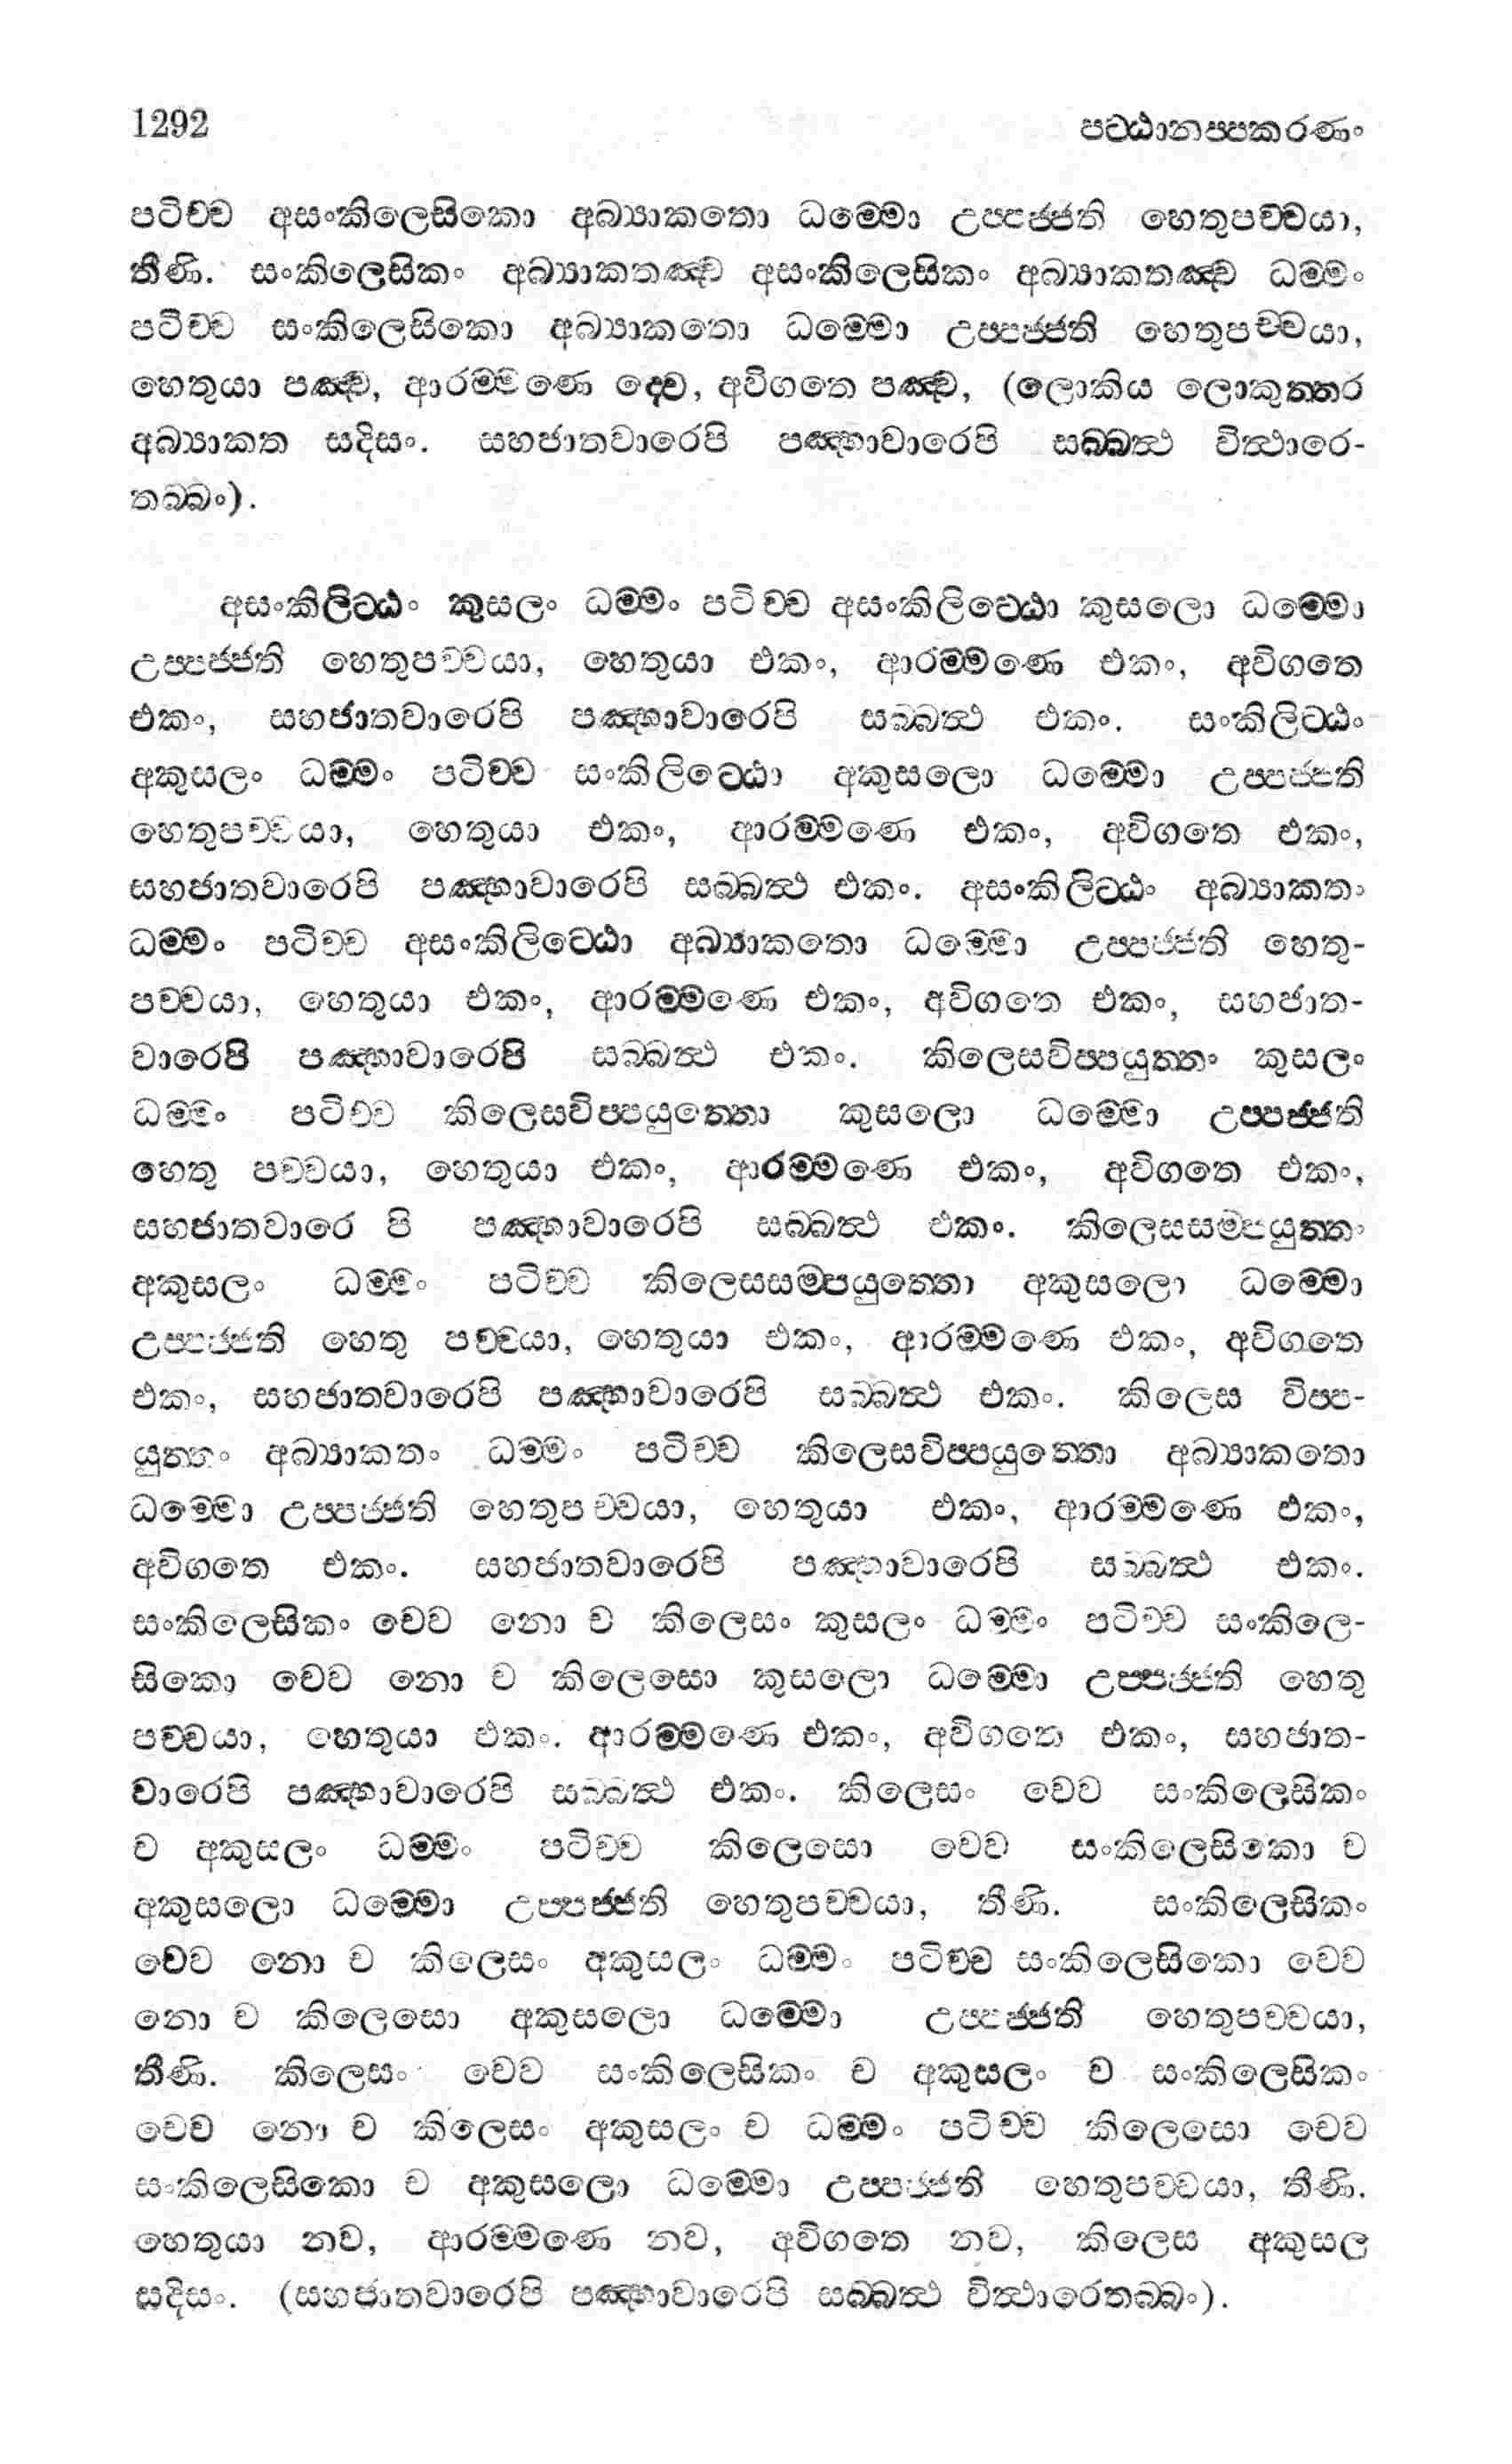 1292 පට්ඨානප්පකරණං
පටිච්ච අසංකිලෙසිකො අබ්‍යාකතො ධම්මො උප්පජ්ජති හෙතුපච්චයා,
තීණි. සංකිලෙසිකං අබ්‍යාකතඤ්ච අසංකිලෙසිකං අබ්‍යාකතඤ්ච ධම්මං
පටිච්ච සංකිලෙසිකො අබ්‍යාකතො ධම්මො උප්පජ්ජති හෙතුපච්චයා,
හෙතුයා පඤ්ච, ආරම්මණෙ ද්වෙ, අවිගතෙ පඤ්ච, (ලොකිය ලොකුත්තර
අබ්‍යාකත සදිසං. සහජාතවාරෙපි පඤ්හාවාරෙපි සබ්බත්ථ විත්ථාරෙ-
තබ්බං).
අසංකිලිට්ඨං කුසලං ධම්මං පටිච්ච අසංකිලිට්ඨො කුසලො ධම්මො
උප්පජ්ජති හෙතුපච්චයා, හෙතුයා එකං, ආරම්මණෙ එකං, අවිගතෙ
එකං, සහජාතවාරෙපි පඤ්හාවාරෙපි සබ්බත්ථ එකං. සංකිලිට්ඨං
අකුසලං ධම්මං පටිච්ච සංකිලිට්ඨො අකුසලො ධම්මො උප්පජ්ජති
හෙතුපච්චයා, හෙතුයා එකං, ආරම්මණෙ එකං, අවිගතෙ එකං,
සහජාතවාරෙපි පඤ්හාවාරෙපි සබ්බත්ථ එකං. අසංකිලිට්ඨං අබ්‍යාකතං
ධම්මං පටිච්ච අසංකිලිට්ඨො අබ්‍යාකතො ධම්මො උප්පජ්ජති හෙතු-
පච්චයා, හෙතුයා එකං, ආරම්මණෙ එකං, අවිගතෙ එකං, සහජාත-
වාරෙපි පඤ්හාවාරෙපි සබ්බත්ථ එකං. කිලෙසවිප්පයුත්තං කුසලං
ධම්මං පටිච්ච කිලෙසවිප්පයුත්තො කුසලො ධම්මො උප්පජ්ජති
හෙතු පච්චයා, හෙතුයා එකං, ආරම්මණෙ එකං, අවිගතෙ එකං,
සහජාතවාරෙ පි පඤ්හාවාරෙපි සබ්බත්ථ එකං. කිලෙසසම්පයුත්තං
අකුසලං ධම්මං පටිච්ච කිලෙසසම්පයුත්තො අකුසලො ධම්මො
උප්පජ්ජති හෙතු පච්චයා, හෙතුයා එකං, ආරම්මණෙ එකං, අවිගතෙ
එකං, සහජාතවාරෙපි පඤ්හාවාරෙපි සබ්බත්ථ එකං. කිලෙස විප්ප-
යුත්තං අබ්‍යාකතං ධම්මං පටිච්ච කිලෙසවිප්පයුත්තො අබ්‍යාකතො
ධම්මො උප්පජ්ජති හෙතුපච්චයා, හෙතුයා එකං, ආරම්මණෙ එකං,
අවිගතෙ එකං. සහජාතවාරෙපි පඤ්හාවාරෙපි සබ්බත්ථ එකං.
සංකිලෙසිකං චෙව නො ච කිලෙසං කුසලං ධම්මං පටිච්ච සංකිලෙ-
සිකො චෙව නො ච කිලෙසො කුසලො ධම්මො උප්පජ්ජති හෙතු
පච්චයා, හෙතුයා එකං. ආරම්මණෙ එකං, අවිගතෙ එකං, සහජාත-
වාරෙපි පඤ්හාවාරෙපි සබ්බත්ථ එකං. කිලෙසං චෙව සංකිලෙසිකං
ච අකුසලං ධම්මං පටිච්ච කිලෙසො චෙව සංකිලෙසිකො ච
අකුසලො ධම්මො උප්පජ්ජති හෙතුපච්චයා, තීණි. සංකිලෙසිකං
චෙව නො ච කිලෙසං අකුසලං ධම්මං පටිච්ච සංකිලෙසිකො චෙව
නො ච කිලෙසො අකුසලො ධම්මො උප්පජ්ජති හෙතුපච්චයා,
තීණි. කිලෙසං චෙව සංකිලෙසිකං ච අකුසලං ච සංකිලෙසිකං
චෙව නො ච කිලෙසං අකුසලං ච ධම්මං පටිච්ච කිලෙසො චෙව
සංකිලෙසිකො ච අකුසලො ධම්මො උප්පජ්ජති හෙතුපච්චයා, තීණි.
හෙතුයා නව, ආරම්මණෙ නව, අවිගතෙ නව, කිලෙස අකුසල
සදිසං. (සහජාතවාරෙපි පඤ්හාවාරෙපි සබ්බත්ථ විත්ථාරෙතබ්බං).